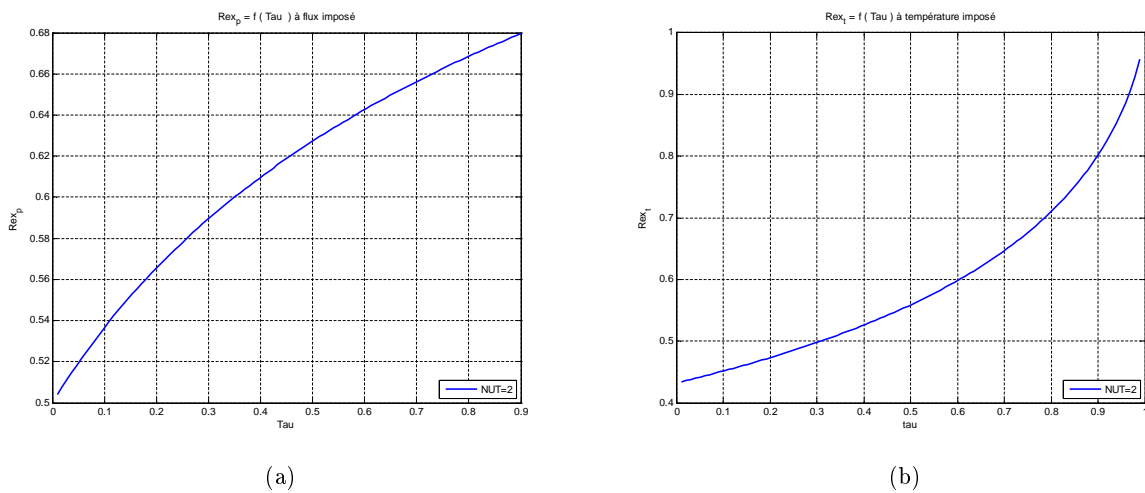 Rex_p = f ( Tau ) à flux imposé
0.68
0.66
0.64
0.62
0.6
0.58
0.56
0.54
0.52
0.5
Rex_p
0 0.1 0.2 0.3 0.4 0.5 0.6 0.7 0.8 0.9
Tau
NUT=2
(a)
Rex_t = f ( Tau ) à température imposé
1
0.9
0.8
0.7
0.6
0.5
0.4
Rex_t
0 0.1 0.2 0.3 0.4 0.5 0.6 0.7 0.8 0.9 1
tau
NUT=2
(b)